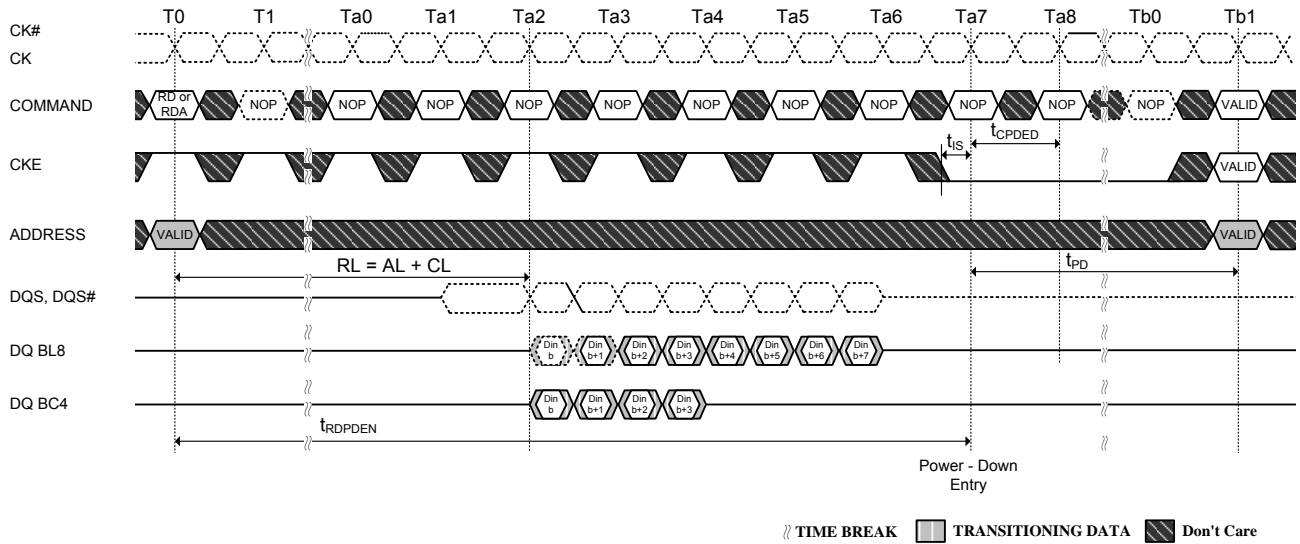 T0 T1 Ta0 Ta1 Ta2 Ta3 Ta4 Ta5 Ta6 Ta7 Ta8 Tb0 Tb1
CK#
CK
COMMAND RD or RDA NOP NOP NOP NOP NOP NOP NOP NOP NOP NOP NOP VALID
tIS tCPDED
CKE VALID
ADDRESS VALID VALID
RL = AL + CL tPD
DQS, DQS#
DQ BL8 Din b Din b+1 Din b+2 Din b+3 Din b+4 Din b+5 Din b+6 Din b+7
DQ BC4 Din b Din b+1 Din b+2 Din b+3
tRDPDEN
Power - Down
Entry
TIME BREAK TRANSITIONING DATA Don't Care